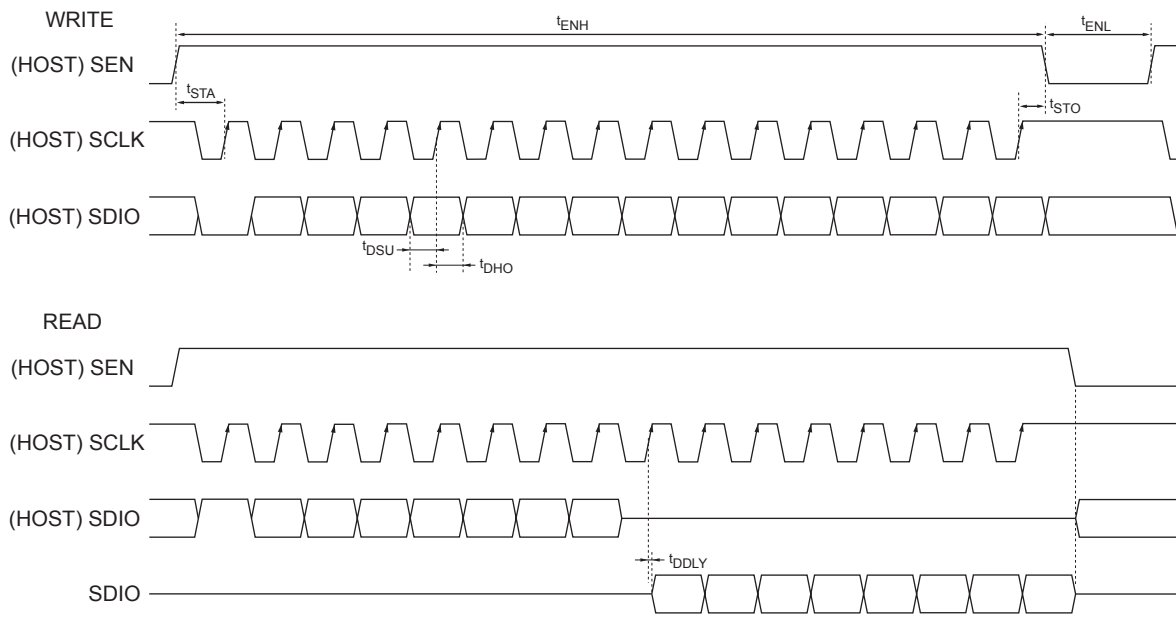 WRITE
tENH
tENL
(HOST) SEN
tSTA
tSTO
(HOST) SCLK
(HOST) SDIO
tDSU
tDHO
READ
(HOST) SEN
(HOST) SCLK
(HOST) SDIO
tDDLY
SDIO